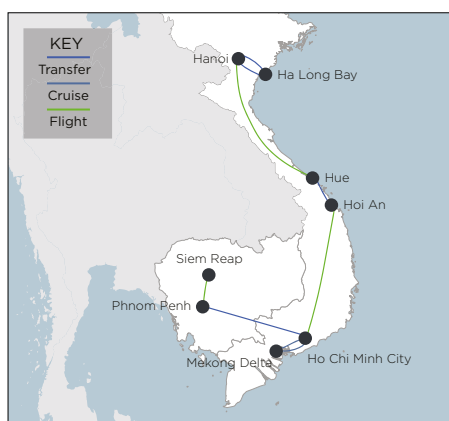 KEY
Transfer
Cruise
Flight
Hanoi
Ha Long Bay
Hue
Hoi An
Siem Reap
Phnom Penh
Mekong Delta
Ho Chi Minh City